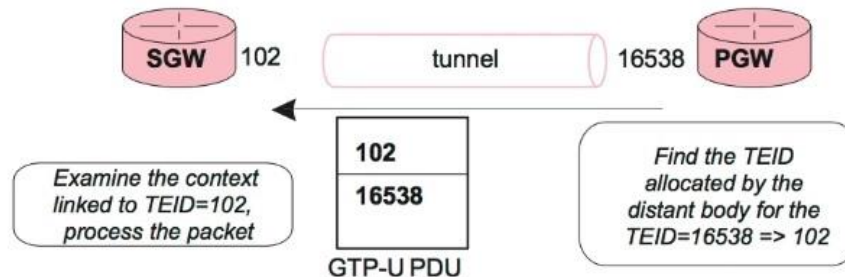 SGW 102 tunnel 16538 PGW
102
16538
GTP-U PDU
Examine the context
linked to TEID=102,
process the packet
Find the TEID
allocated by the
distant body for the
TEID=16538 => 102